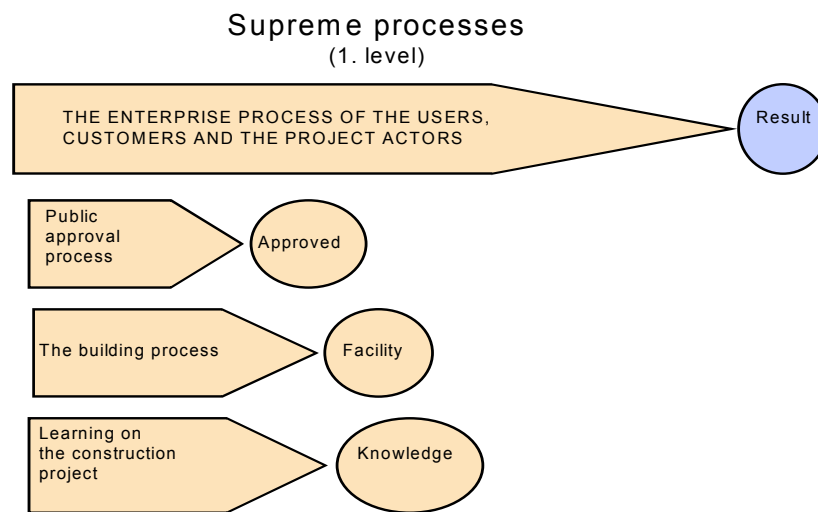 Supreme processes
(1. level)
THE ENTERPRISE PROCESS OF THE USERS,
CUSTOMERS AND THE PROJECT ACTORS
Result
Public
approval
process
Approved
The building process
Facility
Learning on
the construction
project
Knowledge